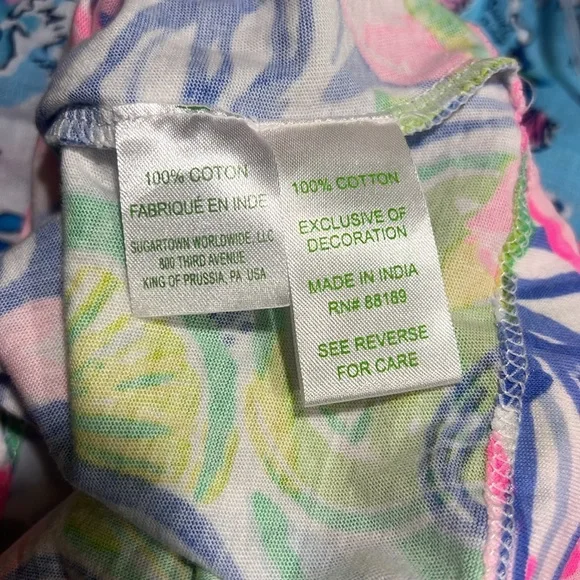 100% COTON
FABRIQUÉ EN INDE
SUGARTOWN WORLDWIDE, LLC
800 THIRD AVENUE
KING OF PRUSSIA, PA USA
100% COTTON
EXCLUSIVE OF
DECORATION
MADE IN INDIA
RN# 88189
SEE REVERSE
FOR CARE